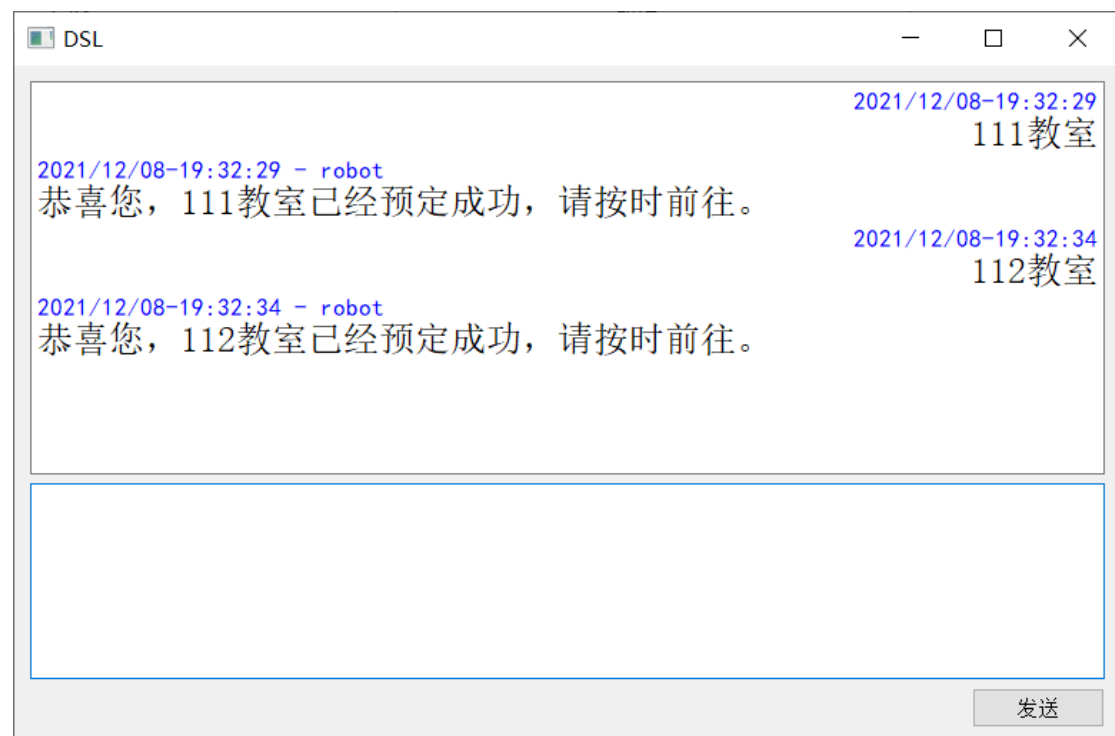 DSL
2021/12/08-19:32:29
111教室
2021/12/08-19:32:29 - robot
恭喜您，111教室已经预定成功，请按时前往。
2021/12/08-19:32:34
112教室
2021/12/08-19:32:34 - robot
恭喜您，112教室已经预定成功，请按时前往。
发送